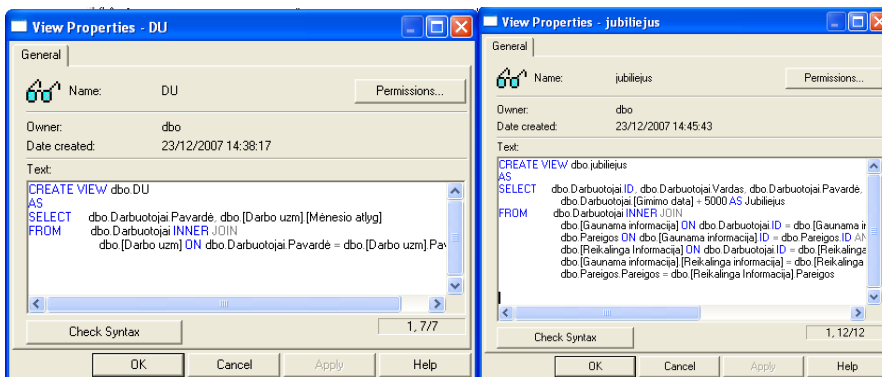 View Properties - DU
General
Name: DU
Permissions...
Owner: dbo
Date created: 23/12/2007 14:38:17
Text:
CREATE VIEW dbo.DU
AS
SELECT dbo.Darbuotojai.Pavardė, dbo.[Darbo uzm].[Mėnesio atlyg]
FROM dbo.Darbuotojai INNER JOIN
dbo.[Darbo uzm] ON dbo.Darbuotojai.Pavardė = dbo.[Darbo uzm].Pav
Check Syntax
1, 7/7
OK Cancel Apply Help
View Properties - jubiliejus
General
Name: jubiliejus
Permissions...
Owner: dbo
Date created: 23/12/2007 14:45:43
Text:
CREATE VIEW dbo.jubiliejus
AS
SELECT dbo.Darbuotojai.ID, dbo.Darbuotojai.Vardas, dbo.Darbuotojai.Pavardė,
dbo.Darbuotojai.[Gimimo data] + 5000 AS Jubiliejus
FROM dbo.Darbuotojai INNER JOIN
dbo.[Gaunama informacija] ON dbo.Darbuotojai.ID = dbo.[Gaunama ir
dbo.Pareigos ON dbo.[Gaunama informacija].ID = dbo.Pareigos.ID AN
dbo.[Reikalinga Informacija] ON dbo.Darbuotojai.ID = dbo.[Reikalinga
dbo.[Gaunama informacija].[Reikalinga informacija] = dbo.[Reikalinga
dbo.Pareigos.Pareigos = dbo.[Reikalinga Informacija].Pareigos
Check Syntax
1, 12/12
OK Cancel Apply Help